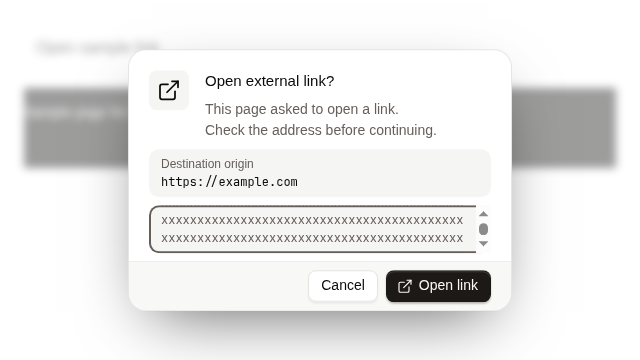 Open external link?
This page asked to open a link.
Check the address before continuing.
Destination origin
https://example.com
xxxxxxxxxxxxxxxxxxxxxxxxxxxxxxxxxxxxxxxxxx
xxxxxxxxxxxxxxxxxxxxxxxxxxxxxxxxxxxxxxxxxx
Cancel
Open link